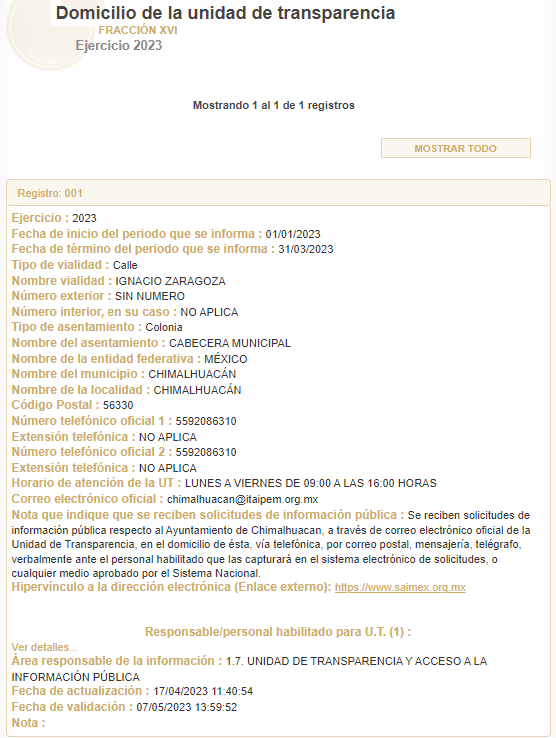 Domicilio de la unidad de transparencia
FRACCIÓN XVI
Ejercicio 2023
Mostrando 1 al 1 de 1 registros
MOSTRAR TODO
Registro: 001
Ejercicio : 2023
Fecha de inicio del periodo que se informa : 01/01/2023
Fecha de término del periodo que se informa : 31/03/2023
Tipo de vialidad : Calle
Nombre vialidad : IGNACIO ZARAGOZA
Número exterior : SIN NUMERO
Número interior, en su caso : NO APLICA
Tipo de asentamiento : Colonia
Nombre del asentamiento : CABECERA MUNICIPAL
Nombre de la entidad federativa : MÉXICO
Nombre del municipio : CHIMALHUACÁN
Nombre de la localidad : CHIMALHUACÁN
Código Postal : 56330
Número telefónico oficial 1 : 5592086310
Extensión telefónica : NO APLICA
Número telefónico oficial 2 : 5592086310
Extensión telefónica : NO APLICA
Horario de atención de la UT : LUNES A VIERNES DE 09:00 A LAS 16:00 HORAS
Correo electrónico oficial : chimalhuacan@itaipem.org.mx
Nota que indique que se reciben solicitudes de información pública : Se reciben solicitudes de
información pública respecto al Ayuntamiento de Chimalhuacan, a través de correo electrónico oficial de la
Unidad de Transparencia, en el domicilio de ésta, vía telefónica, por correo postal, mensajería, telégrafo,
verbalmente ante el personal habilitado que las capturará en el sistema electrónico de solicitudes, o
cualquier medio aprobado por el Sistema Nacional.
Hipervínculo a la dirección electrónica (Enlace externo): https://www.saimex.org.mx
Responsable/personal habilitado para U.T. (1) :
Ver detalles...
Área responsable de la información : 1.7. UNIDAD DE TRANSPARENCIA Y ACCESO A LA
INFORMACIÓN PÚBLICA
Fecha de actualización : 17/04/2023 11:40:54
Fecha de validación : 07/05/2023 13:59:52
Nota :